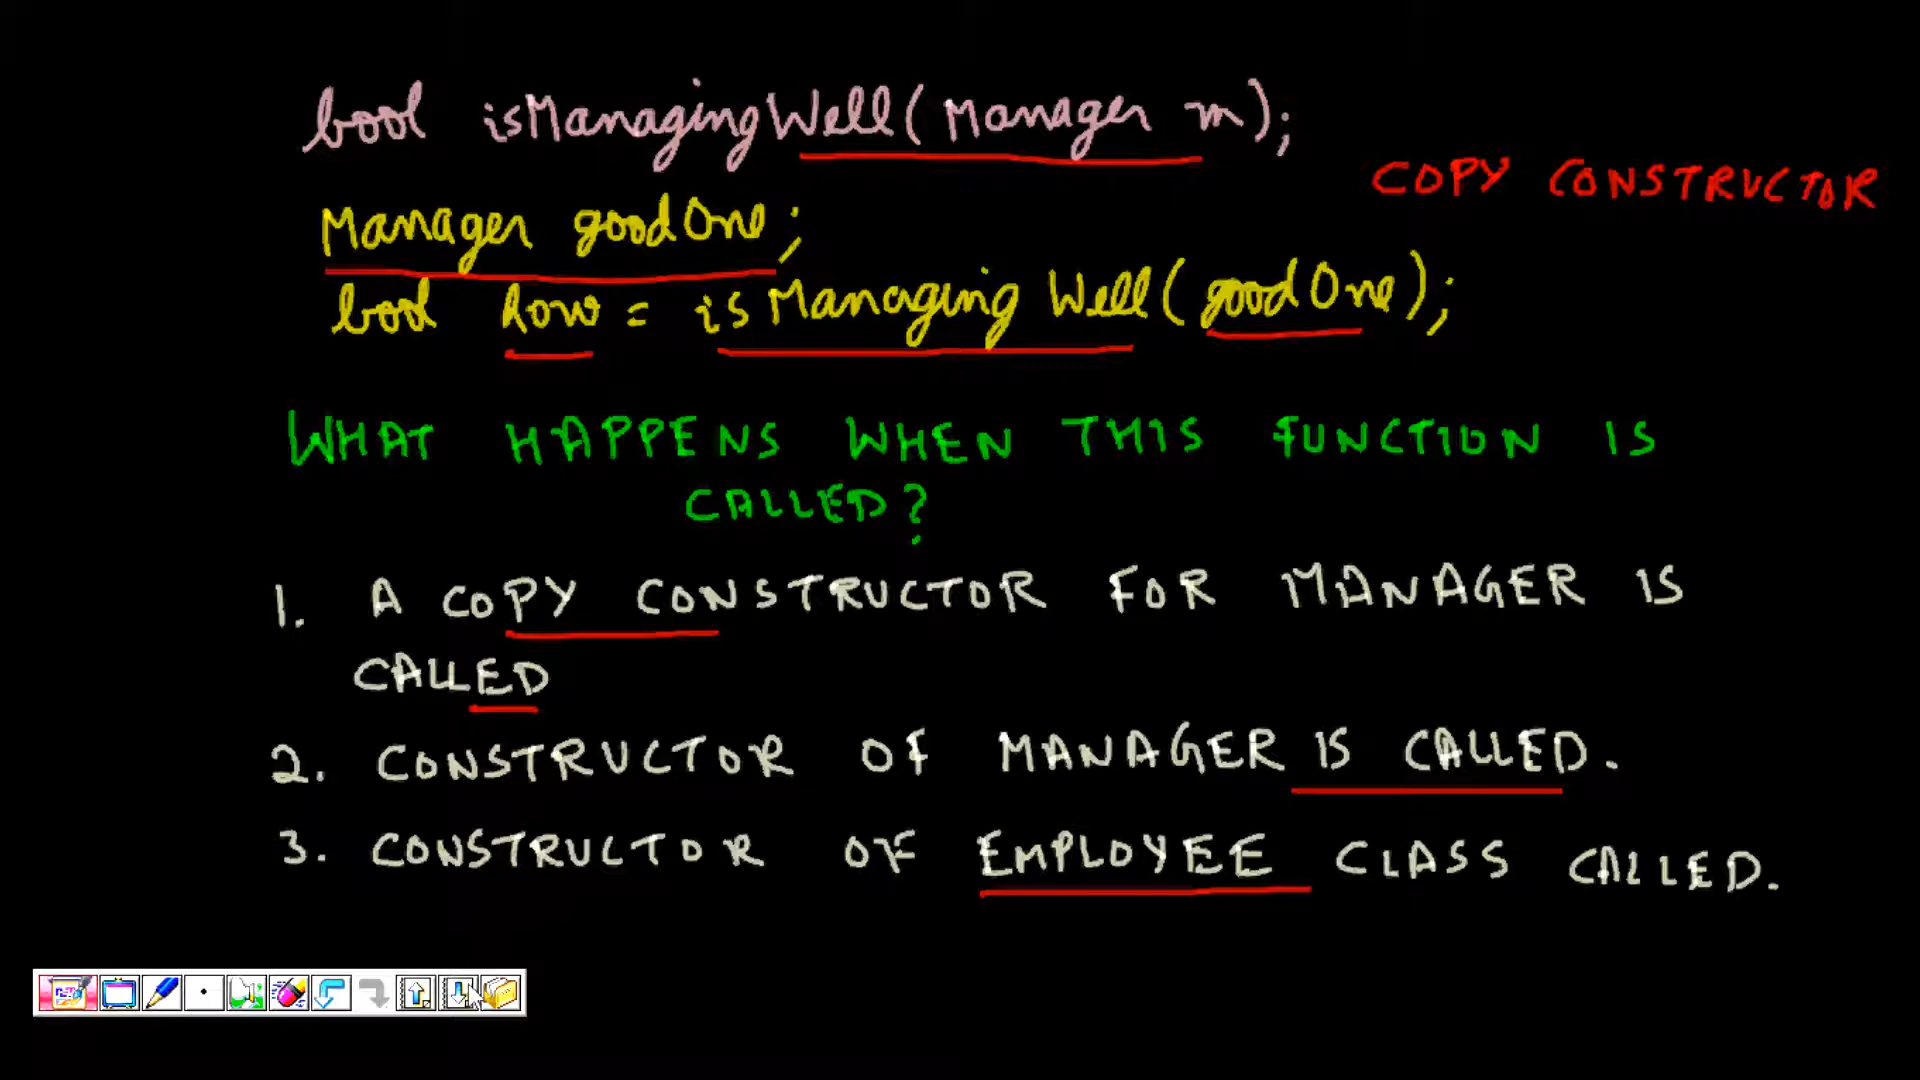 bool isManagingWell(Manager m);
COPY CONSTRUCTOR
Manager goodOne;
bool how = isManaging Well(goodOne);
WHAT HAPPENS WHEN THIS FUNCTION IS
CALLED?
1. A COPY CONSTRUCTOR FOR MANAGER IS
CALLED
2. CONSTRUCTOR OF MANAGER IS CALLED.
3. CONSTRUCTOR OF EMPLOYEE CLASS CALLED.